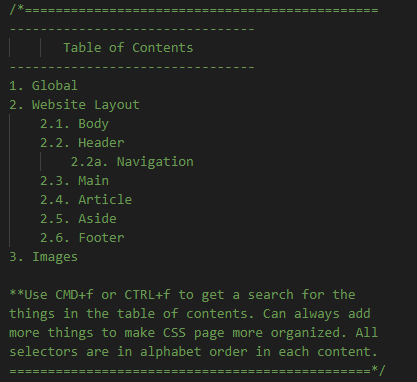 /*==============================================
--------------------------------
Table of Contents
--------------------------------
1. Global
2. Website Layout
2.1. Body
2.2. Header
2.2a. Navigation
2.3. Main
2.4. Article
2.5. Aside
2.6. Footer
3. Images
**Use CMD+f or CTRL+f to get a search for the
things in the table of contents. Can always add
more things to make CSS page more organized. All
selectors are in alphabet order in each content.
===============================================*/